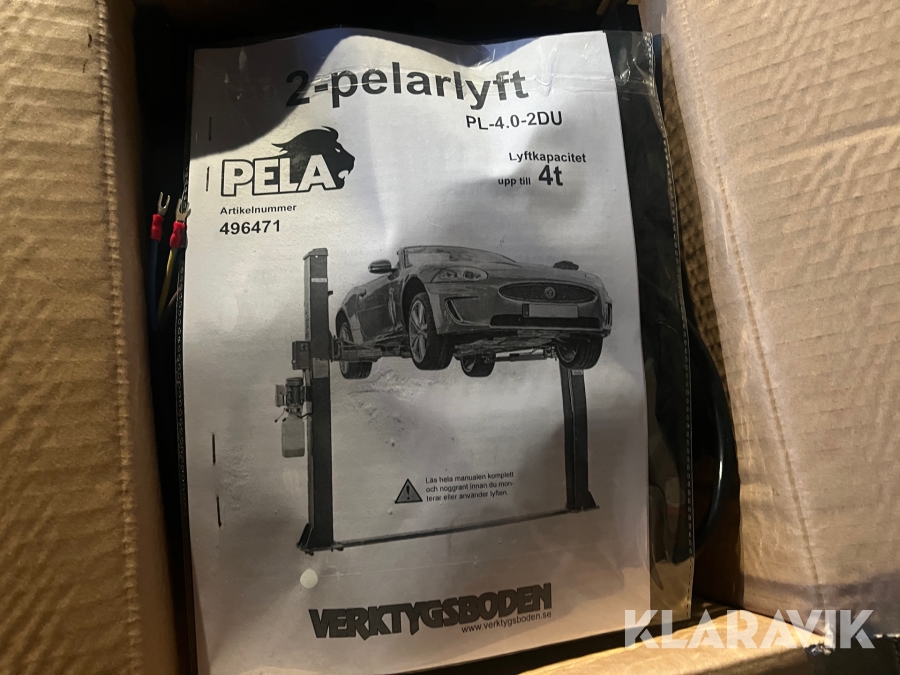 2-pelarlyft
PL-4.0-2DU
PELA
Lyftkapacitet
upp till 4t
Artikelnummer
496471
Läs hela manualen komplett
och noggrant innan du mon-
terar eller använder lyften.
VERKTYGSBODEN
www.verktygsboden.se
KLARAVIK